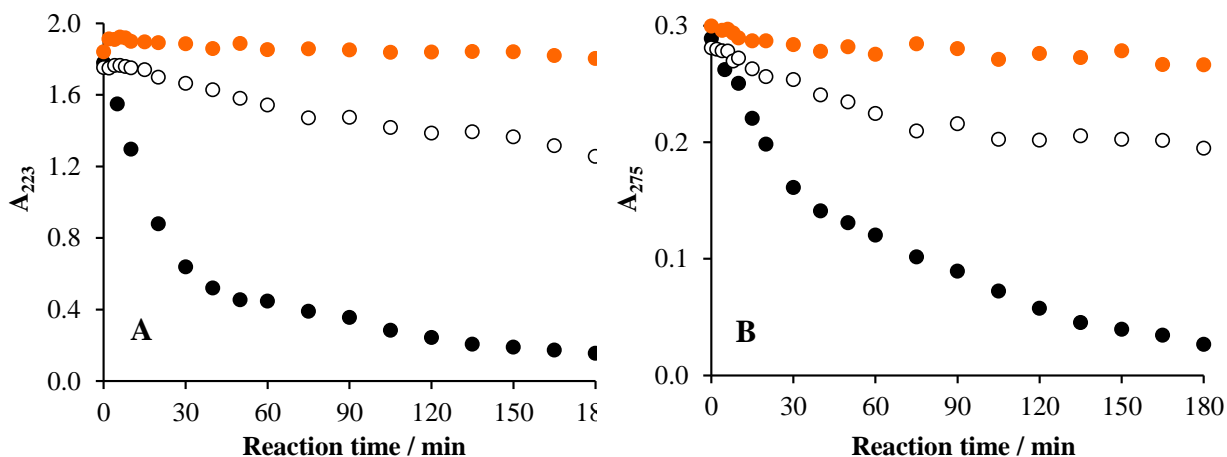 2.0
1.6
1.2
0.8
0.4
0.0
A₂₂₃
A
0 30 60 90 120 150 18
Reaction time / min
0.3
0.2
0.1
0.0
A₂₇₅
B
0 30 60 90 120 150 180
Reaction time / min